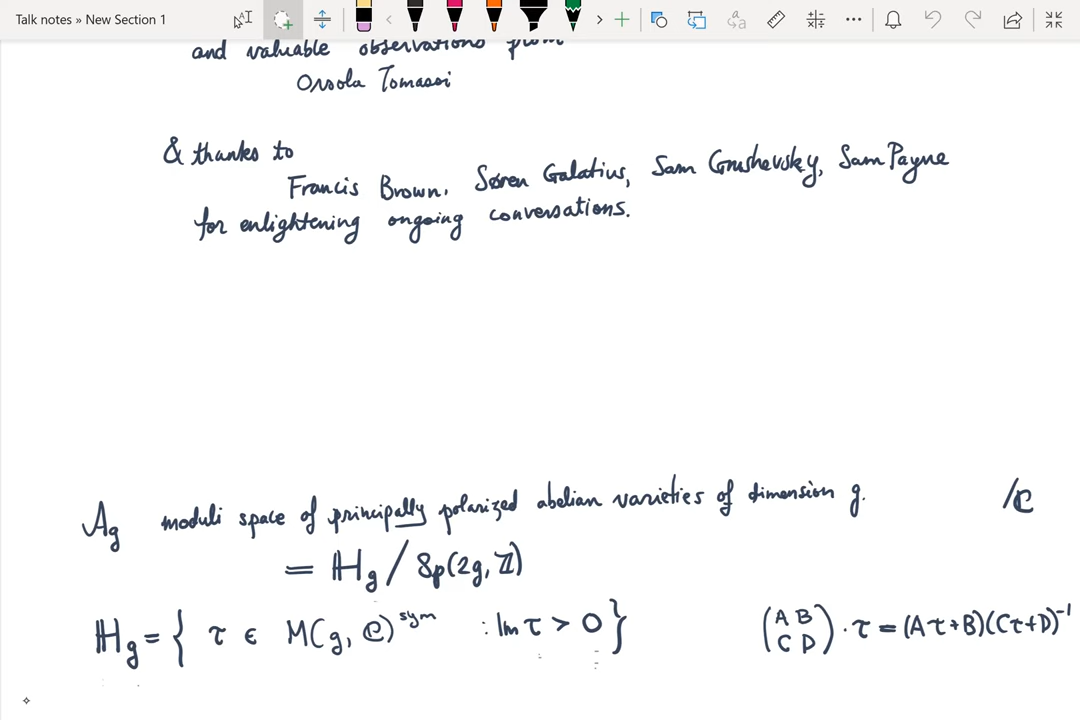 Talk notes » New Section 1
and valuable observations from
Orsola Tomassi
& thanks to
Francis Brown, Søren Galatius, Sam Grushevsky, Sam Payne
for enlightening ongoing conversations.
A_g moduli space of principally polarized abelian varieties of dimension g. /ℂ
= ℍ_g / Sp(2g, ℤ)
ℍ_g = { τ ∈ M(g, ℂ)^sym : Im τ > 0 } (A B C D) · τ = (Aτ+B)(Cτ+D)^-1